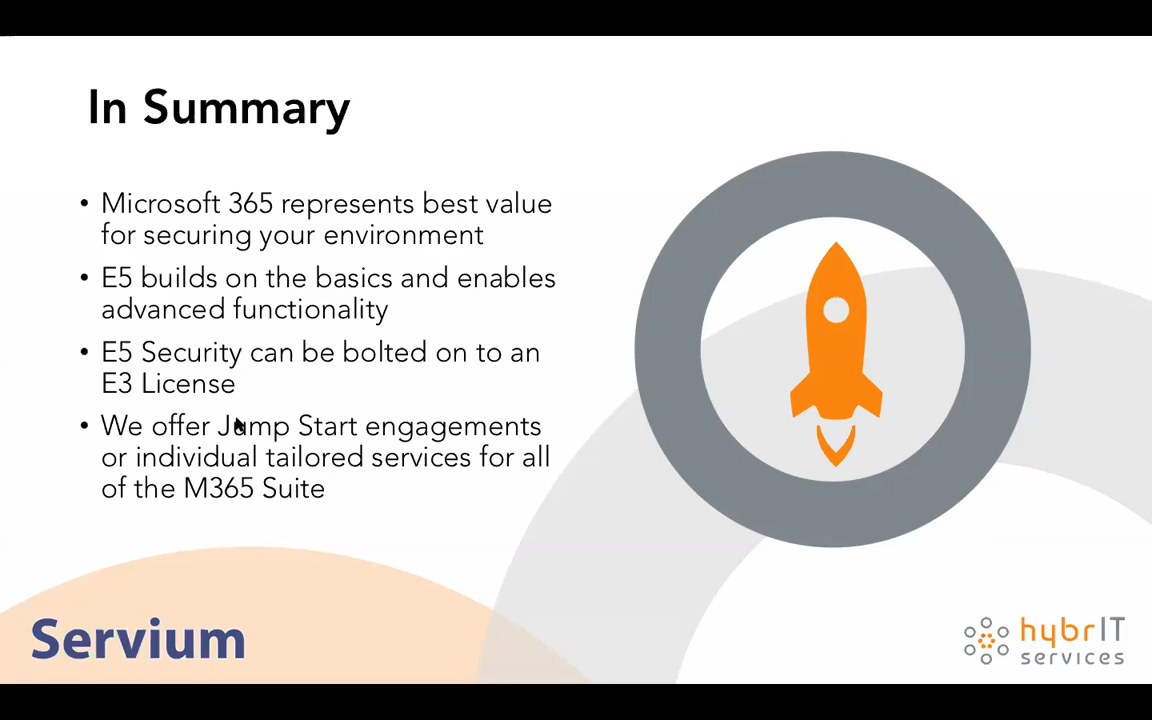 In Summary
• Microsoft 365 represents best value
for securing your environment
• E5 builds on the basics and enables
advanced functionality
• E5 Security can be bolted on to an
E3 License
• We offer Jump Start engagements
or individual tailored services for all
of the M365 Suite
Servium
hybrIT
services